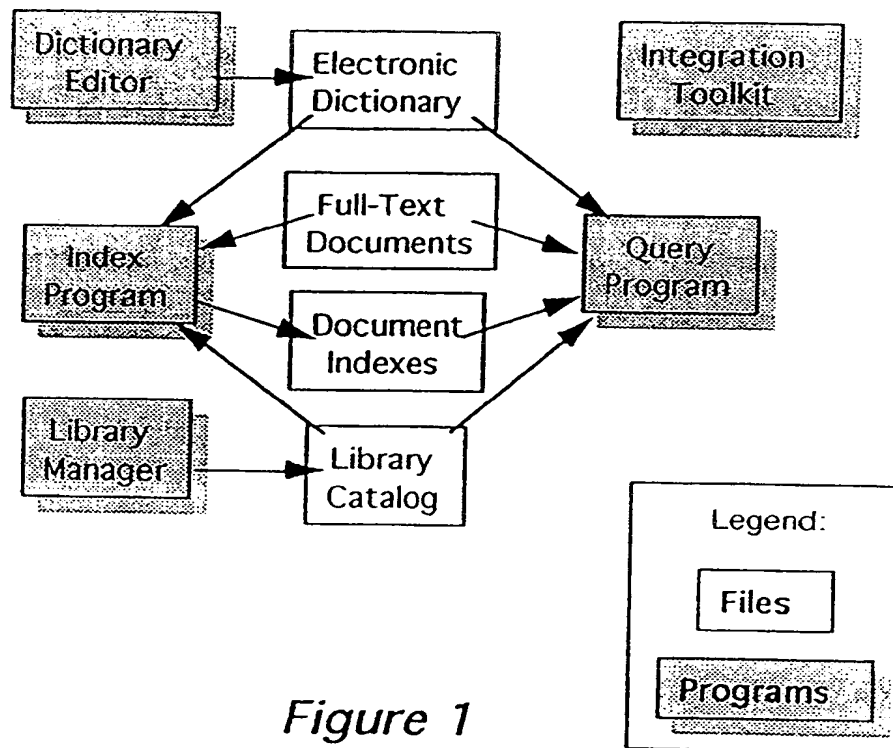 Dictionary
Editor
Electronic
Dictionary
Integration
Toolkit
Full-Text
Documents
Index
Program
Query
Program
Document
Indexes
Library
Manager
Library
Catalog
Legend:
Files
Programs
Figure 1